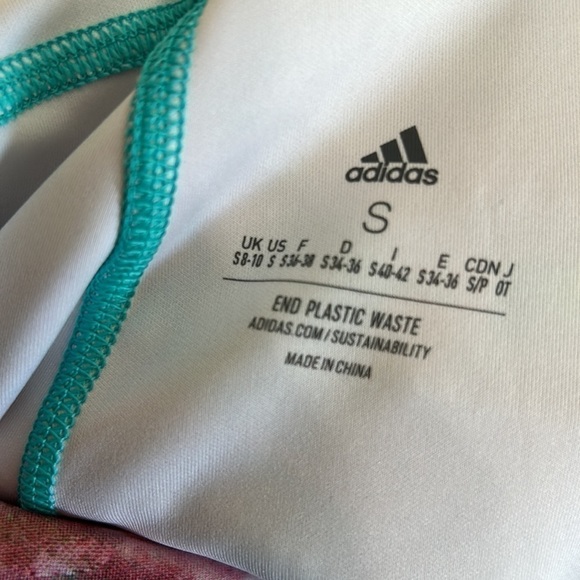 adidas
S
UK US F D I E CDN J
S8-10 S S36-38 S34-36 S40-42 S34-36 S/P OT
END PLASTIC WASTE
ADIDAS.COM/SUSTAINABILITY
MADE IN CHINA